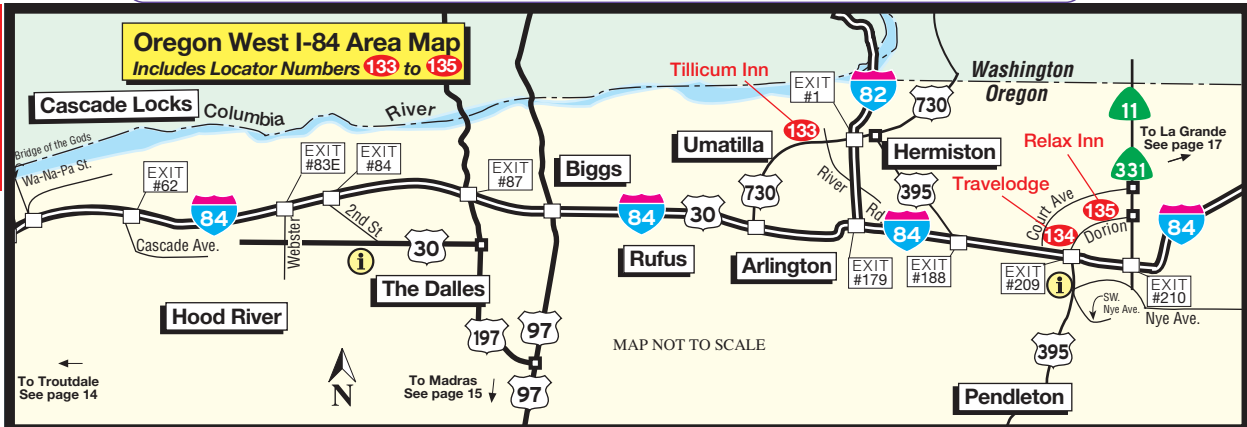 Oregon West I-84 Area Map
Includes Locator Numbers 133 to 135
Cascade Locks
Columbia
River
Bridge of the Gods
Wa-Na-Pa St.
EXIT
#62
84
Cascade Ave.
Hood River
EXIT
#83E
EXIT
#84
Webster
2nd St
i
30
The Dalles
EXIT
#87
197
97
97
Biggs
84
30
Rufus
Tillicum Inn
133
EXIT
#1
82
730
Washington
Oregon
Umatilla
Hermiston
730
River
Rd
395
84
Arlington
EXIT
#179
EXIT
#188
11
To La Grande
See page 17
Relax Inn
331
Travelodge
Court Ave
135
134
Dorion
84
EXIT
#209
i
SW.
Nye Ave.
EXIT
#210
Nye Ave.
395
Pendleton
MAP NOT TO SCALE
N
To Troutdale
See page 14
To Madras
See page 15